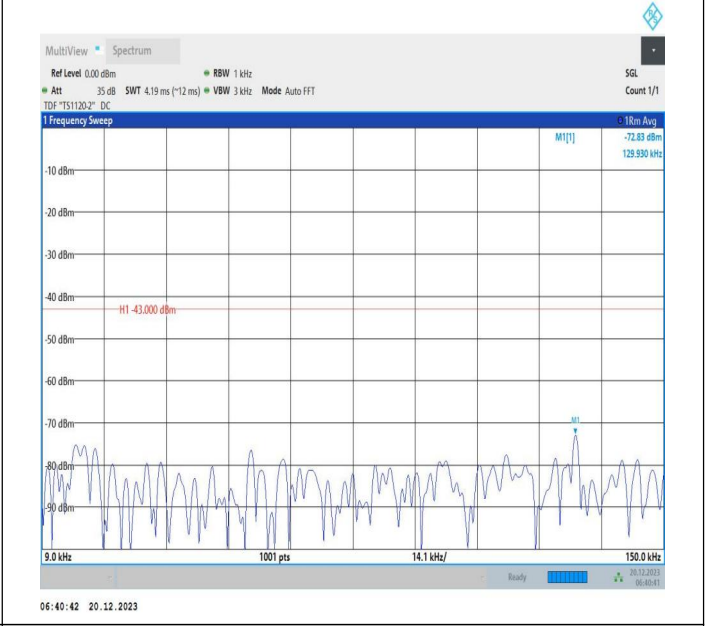 R S
MultiView Spectrum
Ref Level 0.00 dBm RBW 1 kHz SGL
Att 35 dB SWT 4.19 ms (~12 ms) VBW 3 kHz Mode Auto FFT Count 1/1
TDF "TS1120-2" DC
1 Frequency Sweep 1Rm Avg
M1[1] -72.83 dBm
129.930 kHz
-10 dBm
-20 dBm
-30 dBm
-40 dBm
H1 -43.000 dBm
-50 dBm
-60 dBm
-70 dBm
M1
-80 dBm
-90 dBm
9.0 kHz 1001 pts 14.1 kHz/ 150.0 kHz
Ready 20.12.2023
06:40:41
06:40:42 20.12.2023